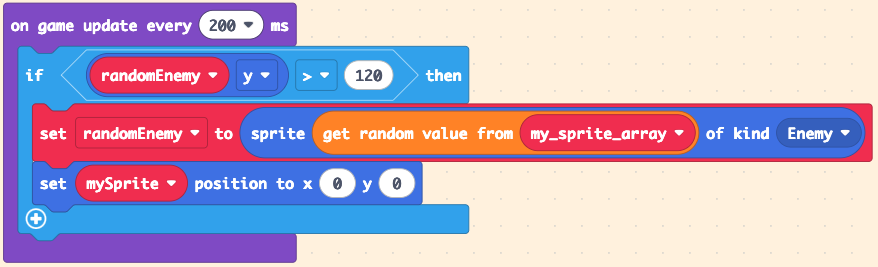 on game update every 200 ms
if randomEnemy y > 120 then
set randomEnemy to sprite get random value from my_sprite_array of kind Enemy
set mySprite position to x 0 y 0